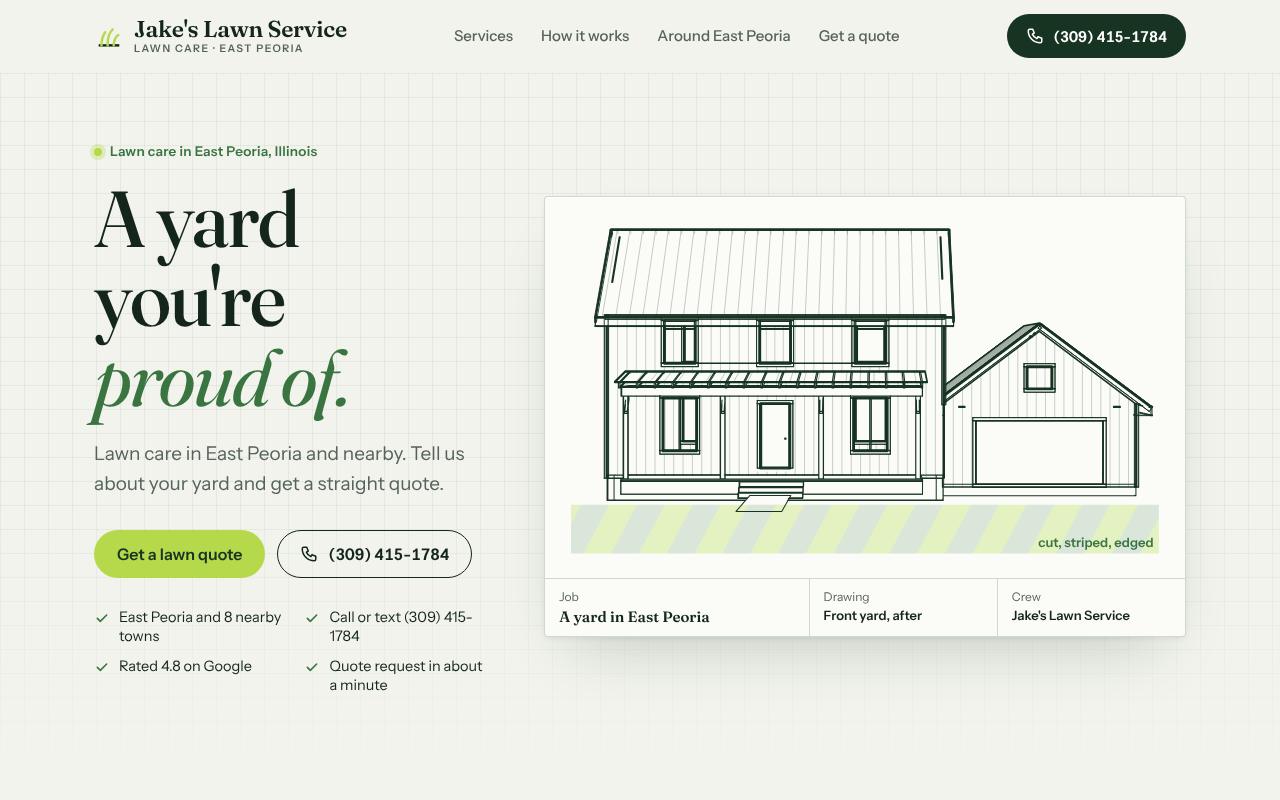 Jake's Lawn Service
LAWN CARE · EAST PEORIA
Services
How it works
Around East Peoria
Get a quote
(309) 415-1784
Lawn care in East Peoria, Illinois
A yard
you're
proud of.
Lawn care in East Peoria and nearby. Tell us
about your yard and get a straight quote.
Get a lawn quote
(309) 415-1784
East Peoria and 8 nearby
towns
Call or text (309) 415-
1784
Rated 4.8 on Google
Quote request in about
a minute
cut, striped, edged
Job
A yard in East Peoria
Drawing
Front yard, after
Crew
Jake's Lawn Service